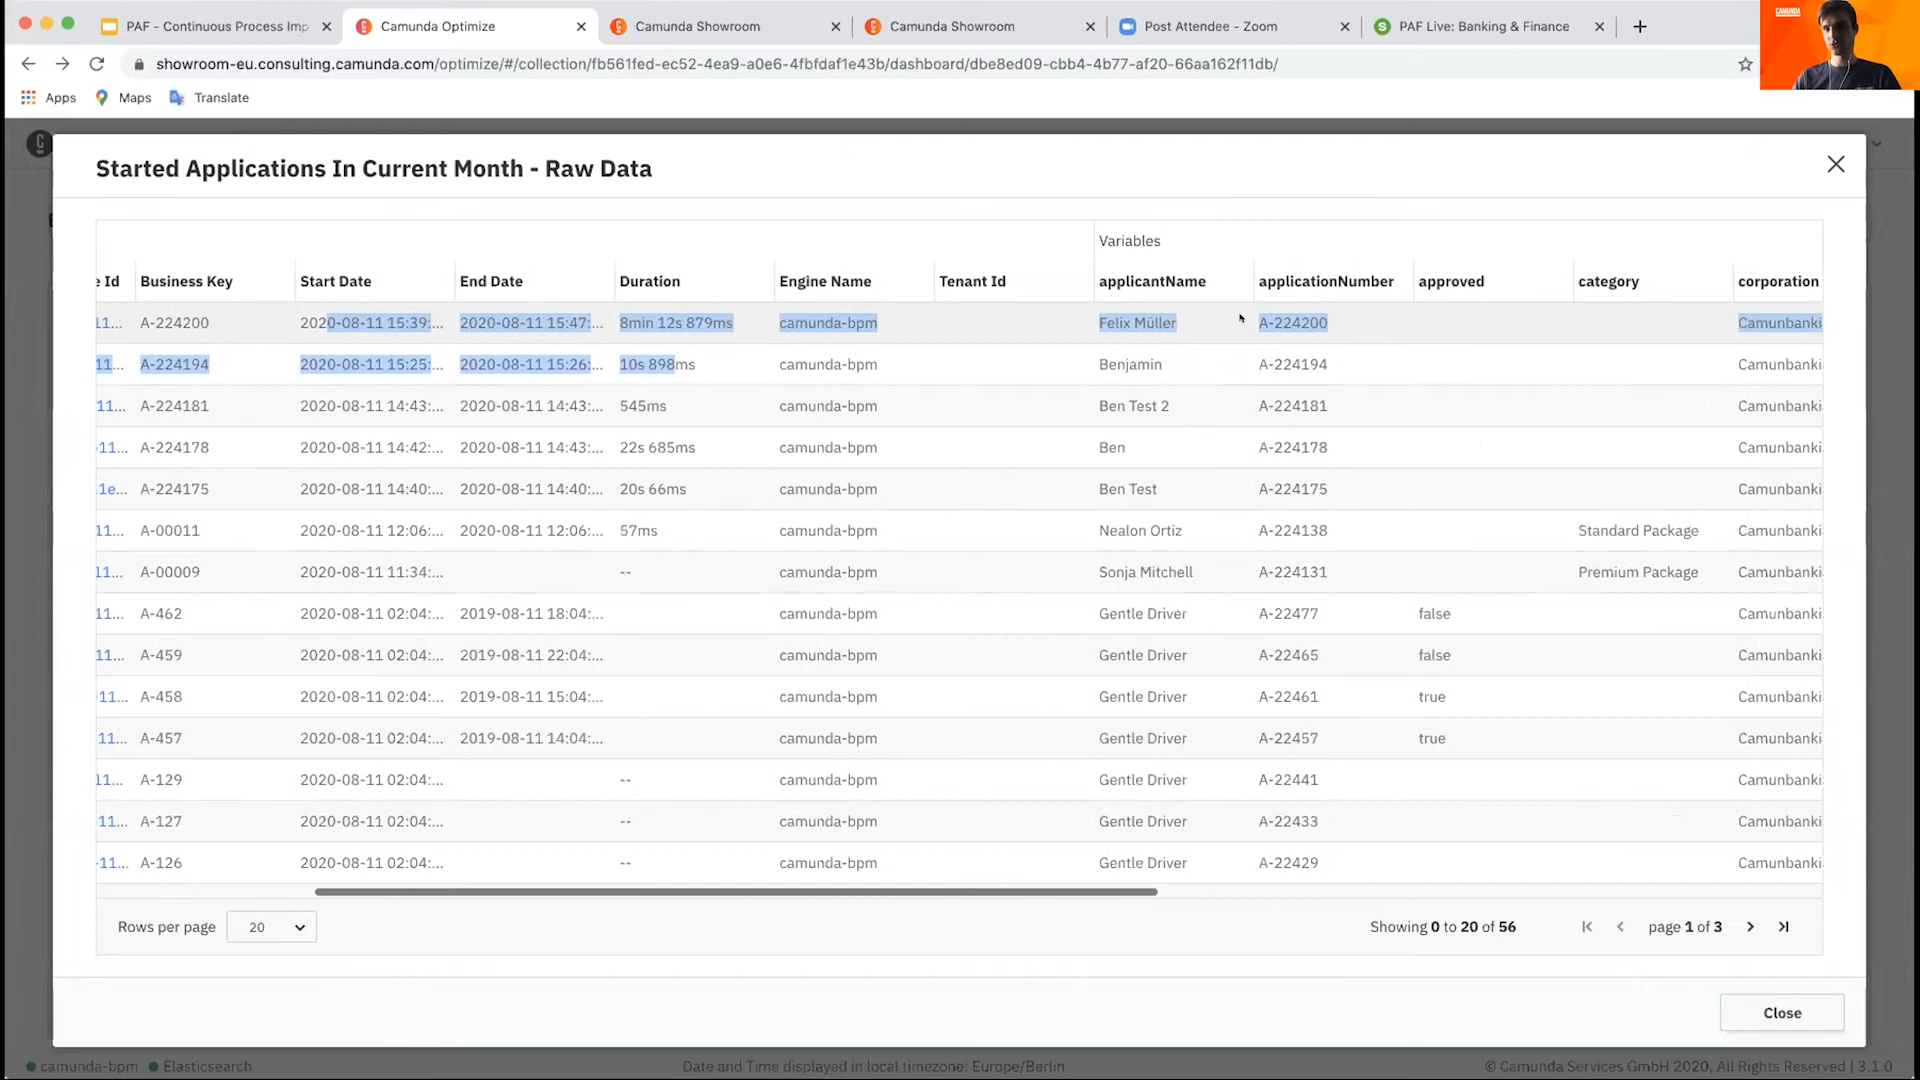 PAF - Continuous Process Imp
Camunda Optimize
Camunda Showroom
Camunda Showroom
Post Attendee - Zoom
PAF Live: Banking & Finance
showroom-eu.consulting.camunda.com/optimize/#/collection/fb561fed-ec52-4ea9-a0e6-4fbfdaf1e43b/dashboard/dbe8ed09-cbb4-4b77-af20-66aa162f11db/
CAMUNDA
Apps Maps Translate
Started Applications In Current Month - Raw Data
Variables
e Id Business Key Start Date End Date Duration Engine Name Tenant Id applicantName applicationNumber approved category corporation
11... A-224200 2020-08-11 15:39:... 2020-08-11 15:47:... 8min 12s 879ms camunda-bpm Felix Müller A-224200 Camunbanki
11... A-224194 2020-08-11 15:25:... 2020-08-11 15:26:... 10s 898ms camunda-bpm Benjamin A-224194 Camunbanki
11... A-224181 2020-08-11 14:43:... 2020-08-11 14:43:... 545ms camunda-bpm Ben Test 2 A-224181 Camunbanki
-11... A-224178 2020-08-11 14:42:... 2020-08-11 14:43:... 22s 685ms camunda-bpm Ben A-224178 Camunbanki
1e... A-224175 2020-08-11 14:40:... 2020-08-11 14:40:... 20s 66ms camunda-bpm Ben Test A-224175 Camunbanki
11... A-00011 2020-08-11 12:06:... 2020-08-11 12:06:... 57ms camunda-bpm Nealon Ortiz A-224138 Standard Package Camunbanki
11... A-00009 2020-08-11 11:34:... -- camunda-bpm Sonja Mitchell A-224131 Premium Package Camunbanki
11... A-462 2020-08-11 02:04:... 2019-08-11 18:04:... camunda-bpm Gentle Driver A-22477 false Camunbanki
11... A-459 2020-08-11 02:04:... 2019-08-11 22:04:... camunda-bpm Gentle Driver A-22465 false Camunbanki
-11... A-458 2020-08-11 02:04:... 2019-08-11 15:04:... camunda-bpm Gentle Driver A-22461 true Camunbanki
11... A-457 2020-08-11 02:04:... 2019-08-11 14:04:... camunda-bpm Gentle Driver A-22457 true Camunbanki
11... A-129 2020-08-11 02:04:... -- camunda-bpm Gentle Driver A-22441 Camunbanki
-11... A-127 2020-08-11 02:04:... -- camunda-bpm Gentle Driver A-22433 Camunbanki
-11... A-126 2020-08-11 02:04:... -- camunda-bpm Gentle Driver A-22429 Camunbanki
Rows per page 20 Showing 0 to 20 of 56 page 1 of 3
Close
camunda-bpm Elasticsearch Date and Time displayed in local timezone: Europe/Berlin © Camunda Services GmbH 2020, All Rights Reserved | 3.1.0